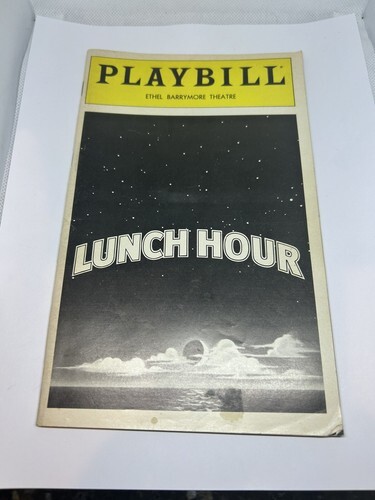 PLAYBILL
ETHEL BARRYMORE THEATRE
LUNCH HOUR